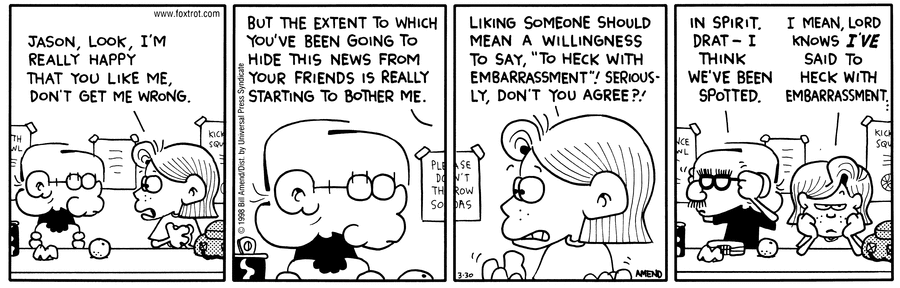 www.foxtrot.com
JASON, LOOK, I'M
REALLY HAPPY
THAT YOU LIKE ME,
DON'T GET ME WRONG.
BUT THE EXTENT TO WHICH
YOU'VE BEEN GOING TO
HIDE THIS NEWS FROM
YOUR FRIENDS IS REALLY
STARTING TO BOTHER ME.
© 1998 Bill Amend/Dist. by Universal Press Syndicate
PLEASE
DON'T
THROW
SODAS
LIKING SOMEONE SHOULD
MEAN A WILLINGNESS
TO SAY, "TO HECK WITH
EMBARRASSMENT"! SERIOUS-
LY, DON'T YOU AGREE?!
3-30
AMEND
IN SPIRIT.
DRAT – I
THINK
WE'VE BEEN
SPOTTED.
I MEAN, LORD
KNOWS I'VE
SAID TO
HECK WITH
EMBARRASSMENT.